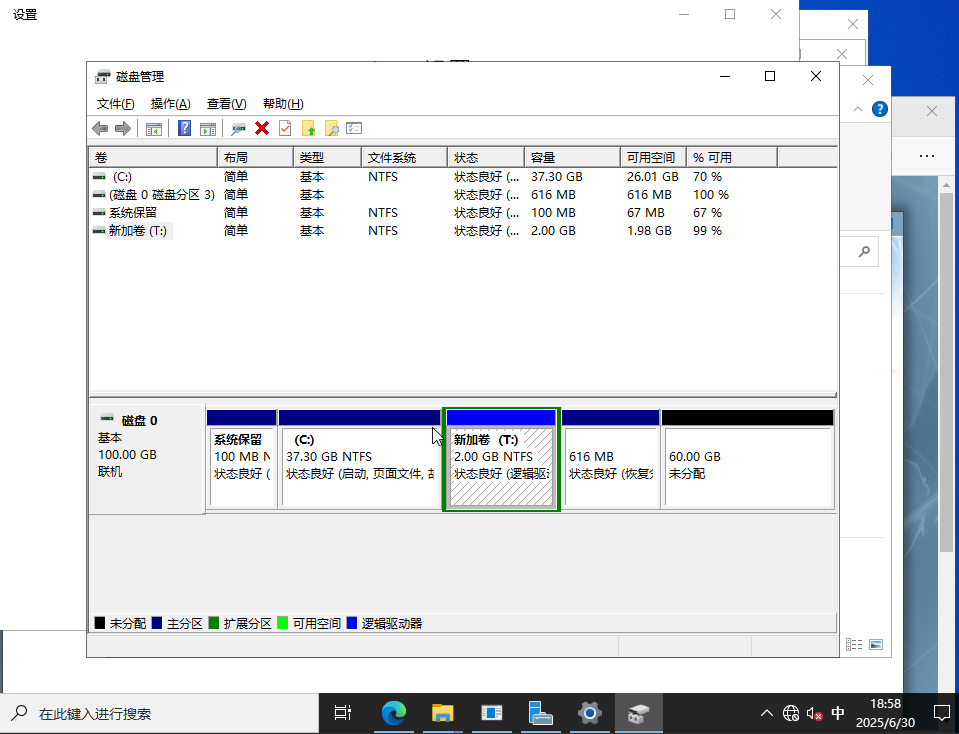 设置
磁盘管理
文件(F) 操作(A) 查看(V) 帮助(H)
卷 布局 类型 文件系统 状态 容量 可用空间 % 可用
(C:) 简单 基本 NTFS 状态良好 (... 37.30 GB 26.01 GB 70 %
(磁盘 0 磁盘分区 3) 简单 基本 状态良好 (... 616 MB 616 MB 100 %
系统保留 简单 基本 NTFS 状态良好 (... 100 MB 67 MB 67 %
新加卷 (T:) 简单 基本 NTFS 状态良好 (... 2.00 GB 1.98 GB 99 %
磁盘 0
基本
100.00 GB
联机
系统保留
100 MB N
状态良好 (
(C:)
37.30 GB NTFS
状态良好 (启动, 页面文件, 故
新加卷 (T:)
2.00 GB NTFS
状态良好 (逻辑驱动
616 MB
状态良好 (恢复分
60.00 GB
未分配
未分配 主分区 扩展分区 可用空间 逻辑驱动器
在此键入进行搜索
中
18:58
2025/6/30